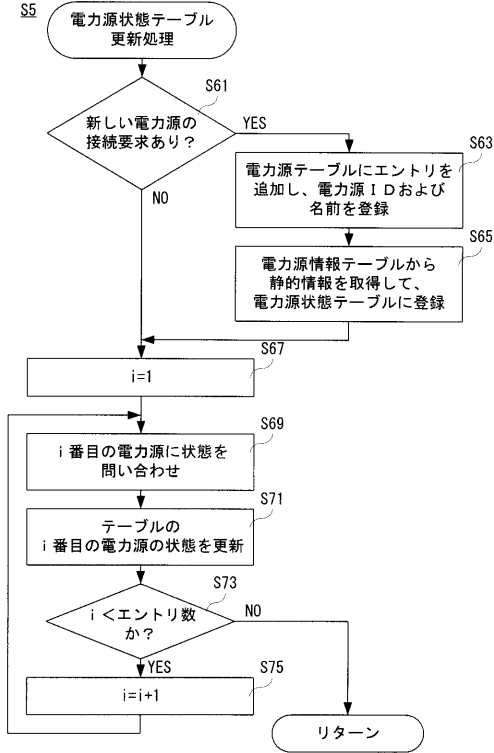 S5
電力源状態テーブル
更新処理
S61
新しい電力源の
接続要求あり？
YES
NO
S63
電力源テーブルにエントリを
追加し、電力源ＩＤおよび
名前を登録
S65
電力源情報テーブルから
静的情報を取得して、
電力源状態テーブルに登録
S67
i=1
S69
ｉ番目の電力源に状態を
問い合わせ
S71
テーブルの
ｉ番目の電力源の状態を更新
S73
ｉ＜エントリ数
か？
NO
YES
S75
i=i+1
リターン